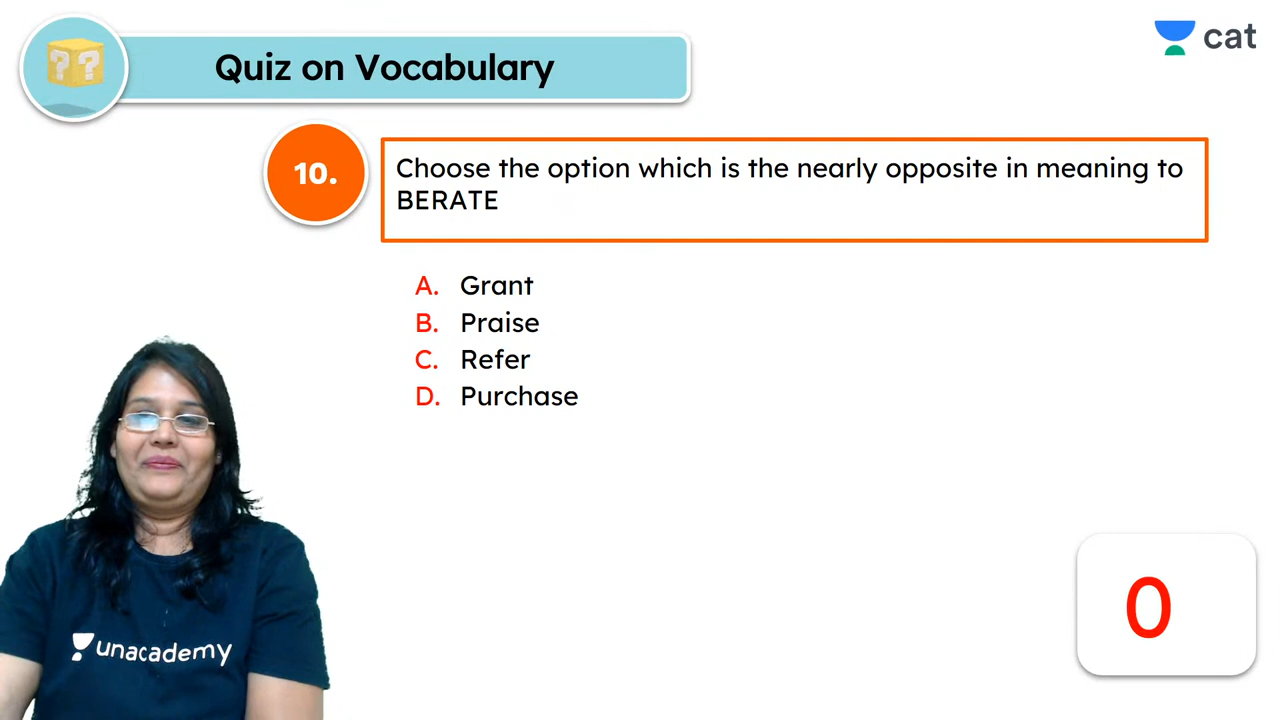 ? ?
Quiz on Vocabulary
cat
10.
Choose the option which is the nearly opposite in meaning to
BERATE
A. Grant
B. Praise
C. Refer
D. Purchase
unacademy
0